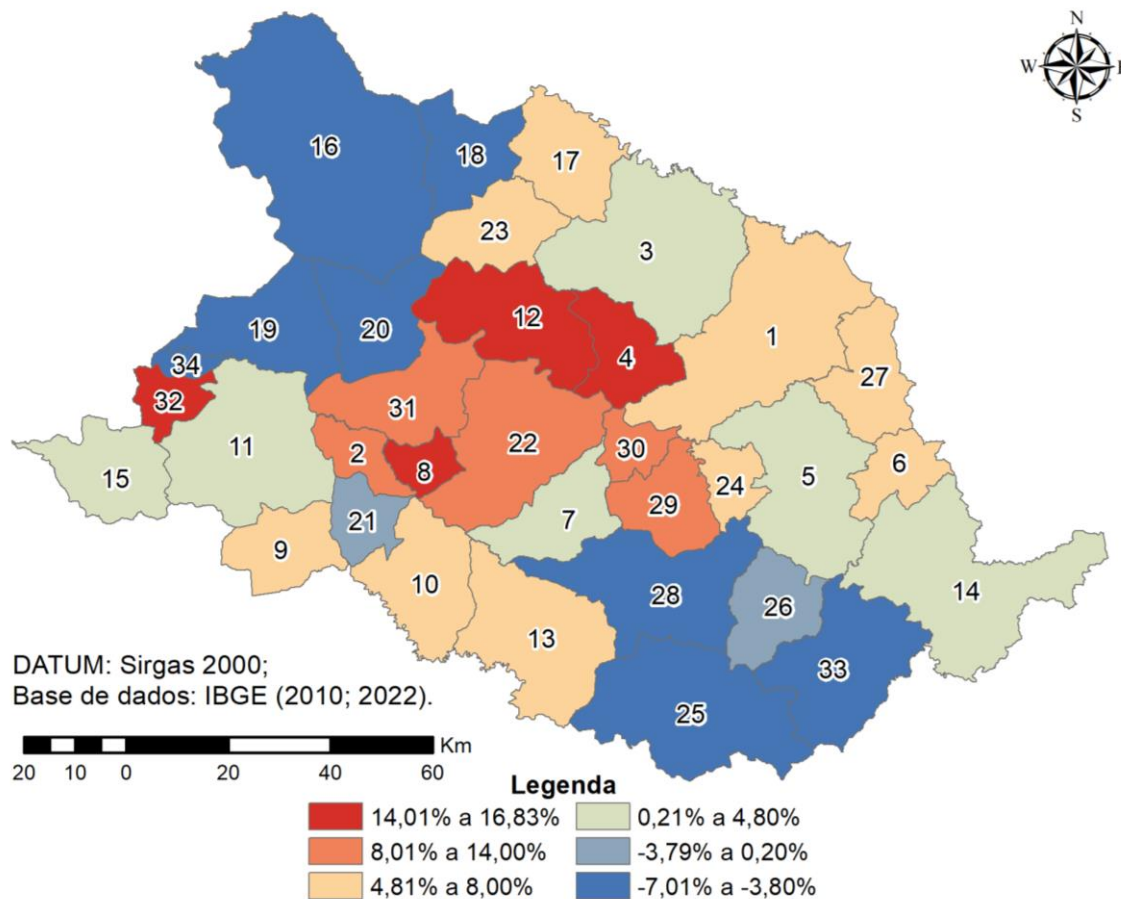 N
W
E
S
16
18
17
23
3
12
4
1
19
20
34
32
27
31
11
15
2
8
22
30
6
24
5
29
21
7
9
10
28
26
14
13
33
25
DATUM: Sirgas 2000;
Base de dados: IBGE (2010; 2022).
Km
20 10 0 20 40 60
Legenda
14,01% a 16,83% 0,21% a 4,80%
8,01% a 14,00% -3,79% a 0,20%
4,81% a 8,00% -7,01% a -3,80%